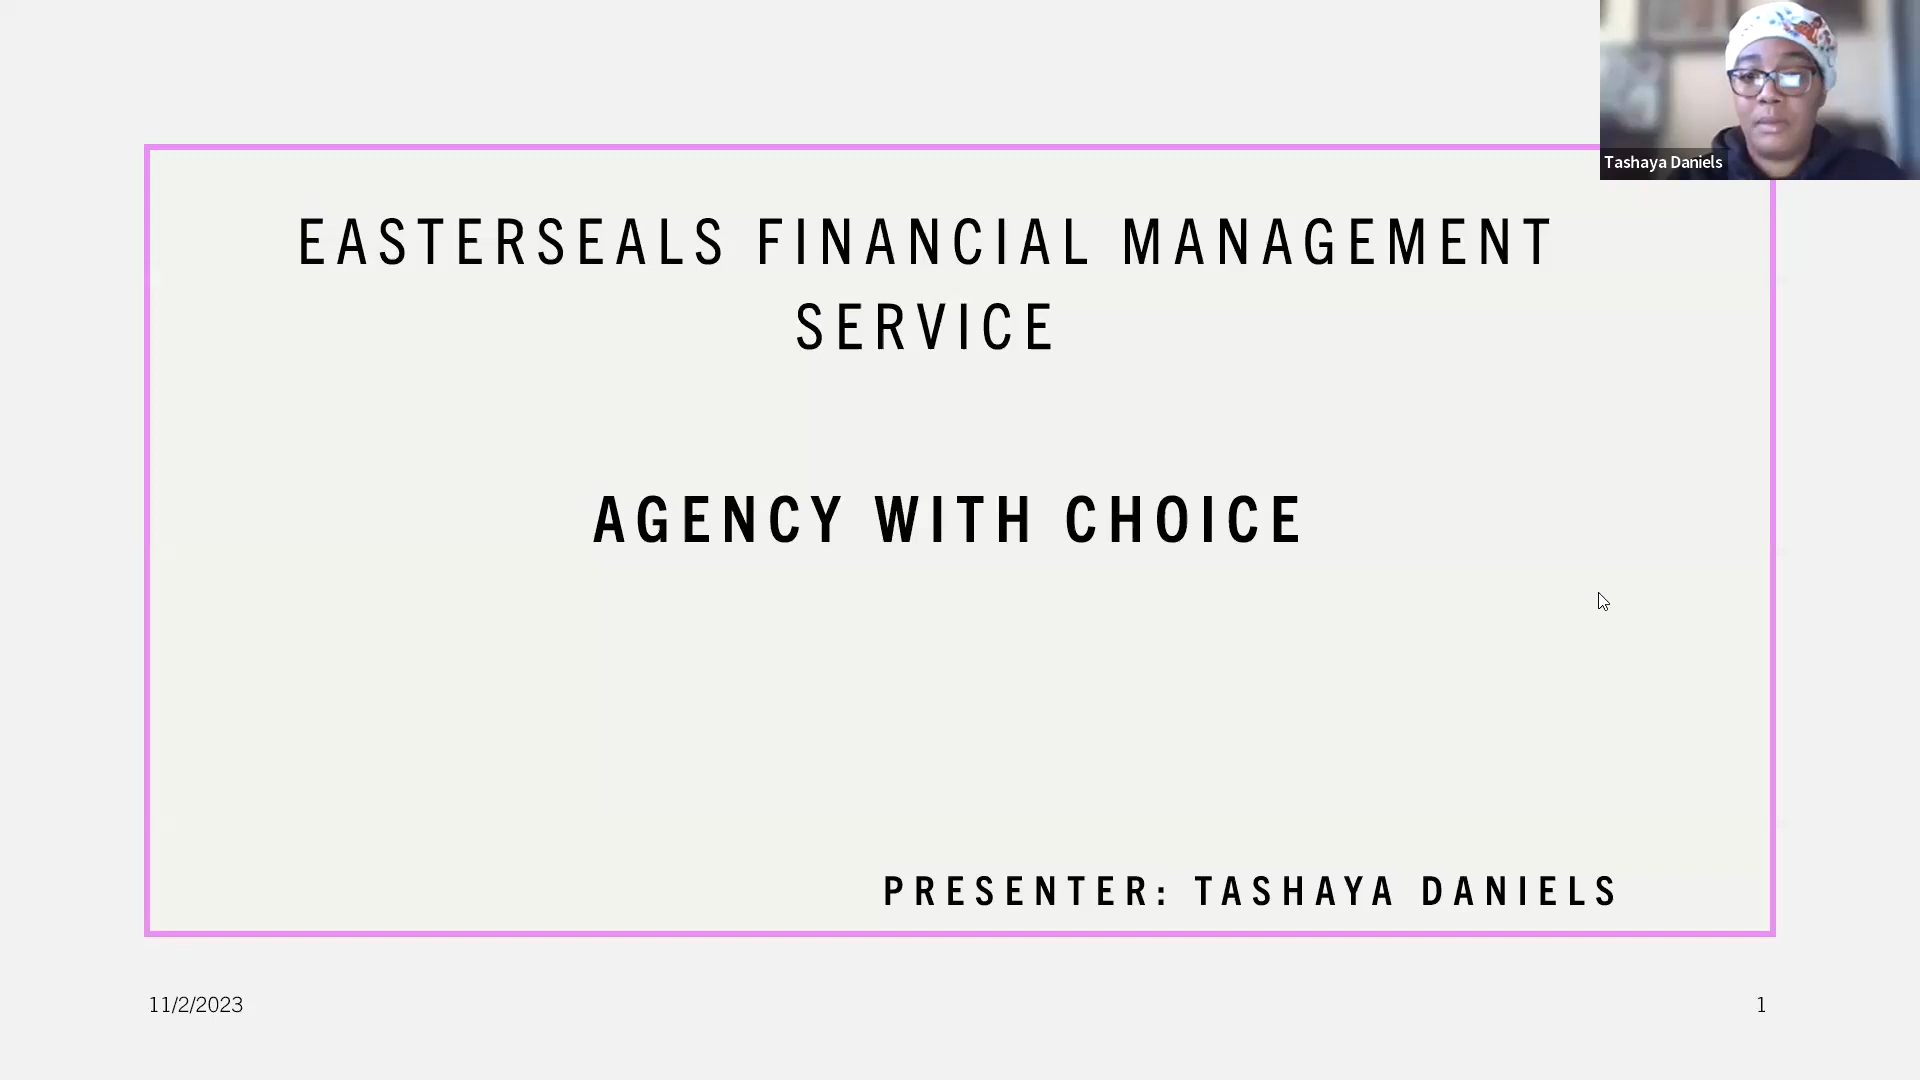 Tashaya Daniels
EASTERSEALS FINANCIAL MANAGEMENT
SERVICE
AGENCY WITH CHOICE
PRESENTER: TASHAYA DANIELS
11/2/2023
1